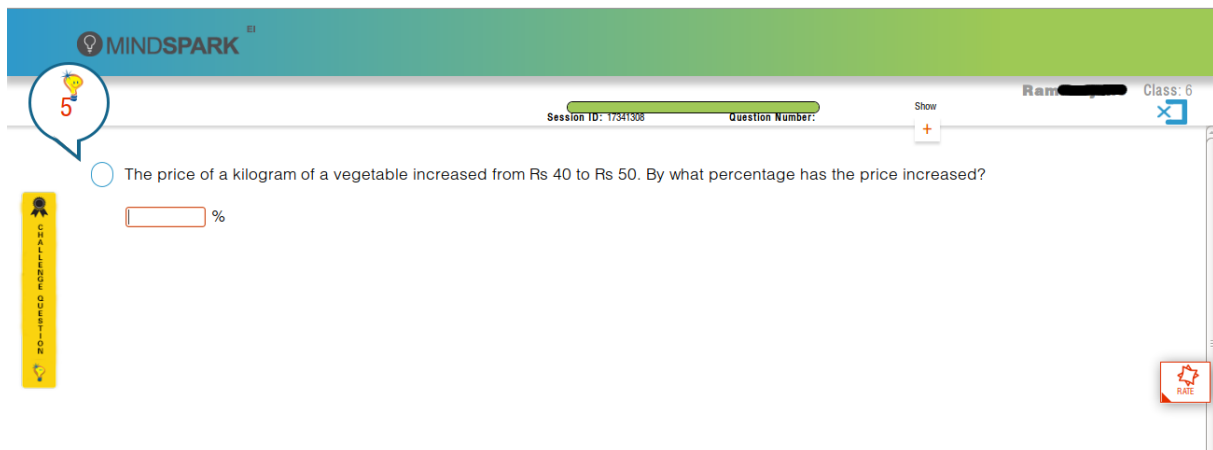 MINDSPARK EI
5
Session ID: 17341308
Question Number:
Show
+
Ram
Class: 6
The price of a kilogram of a vegetable increased from Rs 40 to Rs 50. By what percentage has the price increased?
%
CHALLENGE QUESTION
RATE